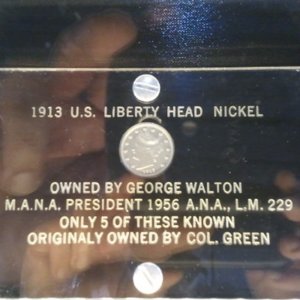 1913 U.S. LIBERTY HEAD NICKEL
OWNED BY GEORGE WALTON
M.A.N.A. PRESIDENT 1956 A.N.A., L.M. 229
ONLY 5 OF THESE KNOWN
ORIGINALY OWNED BY COL. GREEN